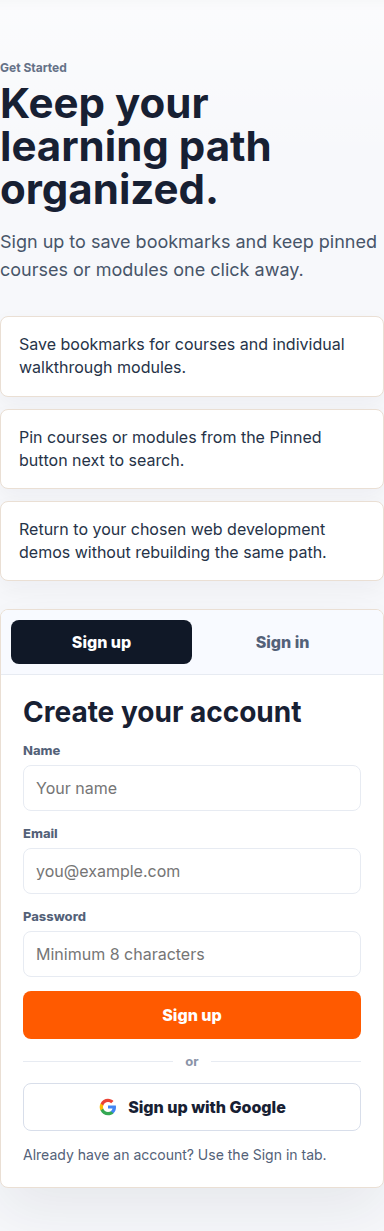 Get Started
Keep your
learning path
organized.
Sign up to save bookmarks and keep pinned
courses or modules one click away.
Save bookmarks for courses and individual
walkthrough modules.
Pin courses or modules from the Pinned
button next to search.
Return to your chosen web development
demos without rebuilding the same path.
Sign up
Sign in
Create your account
Name
Your name
Email
you@example.com
Password
Minimum 8 characters
Sign up
or
Sign up with Google
Already have an account? Use the Sign in tab.